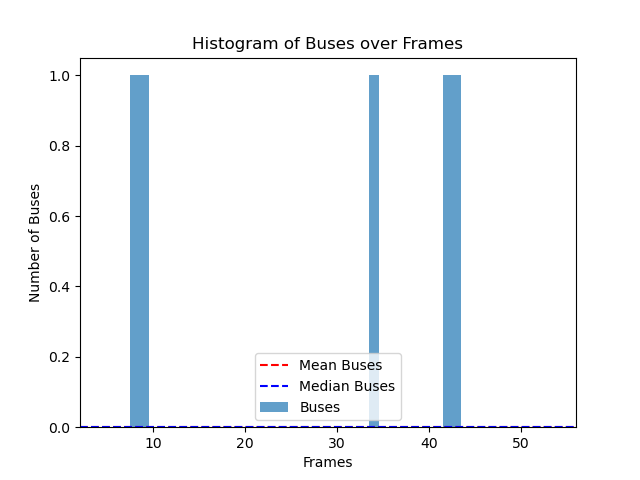 Histogram of Buses over Frames
Number of Buses
1.0
0.8
0.6
0.4
0.2
0.0
Mean Buses
Median Buses
Buses
10 20 30 40 50
Frames